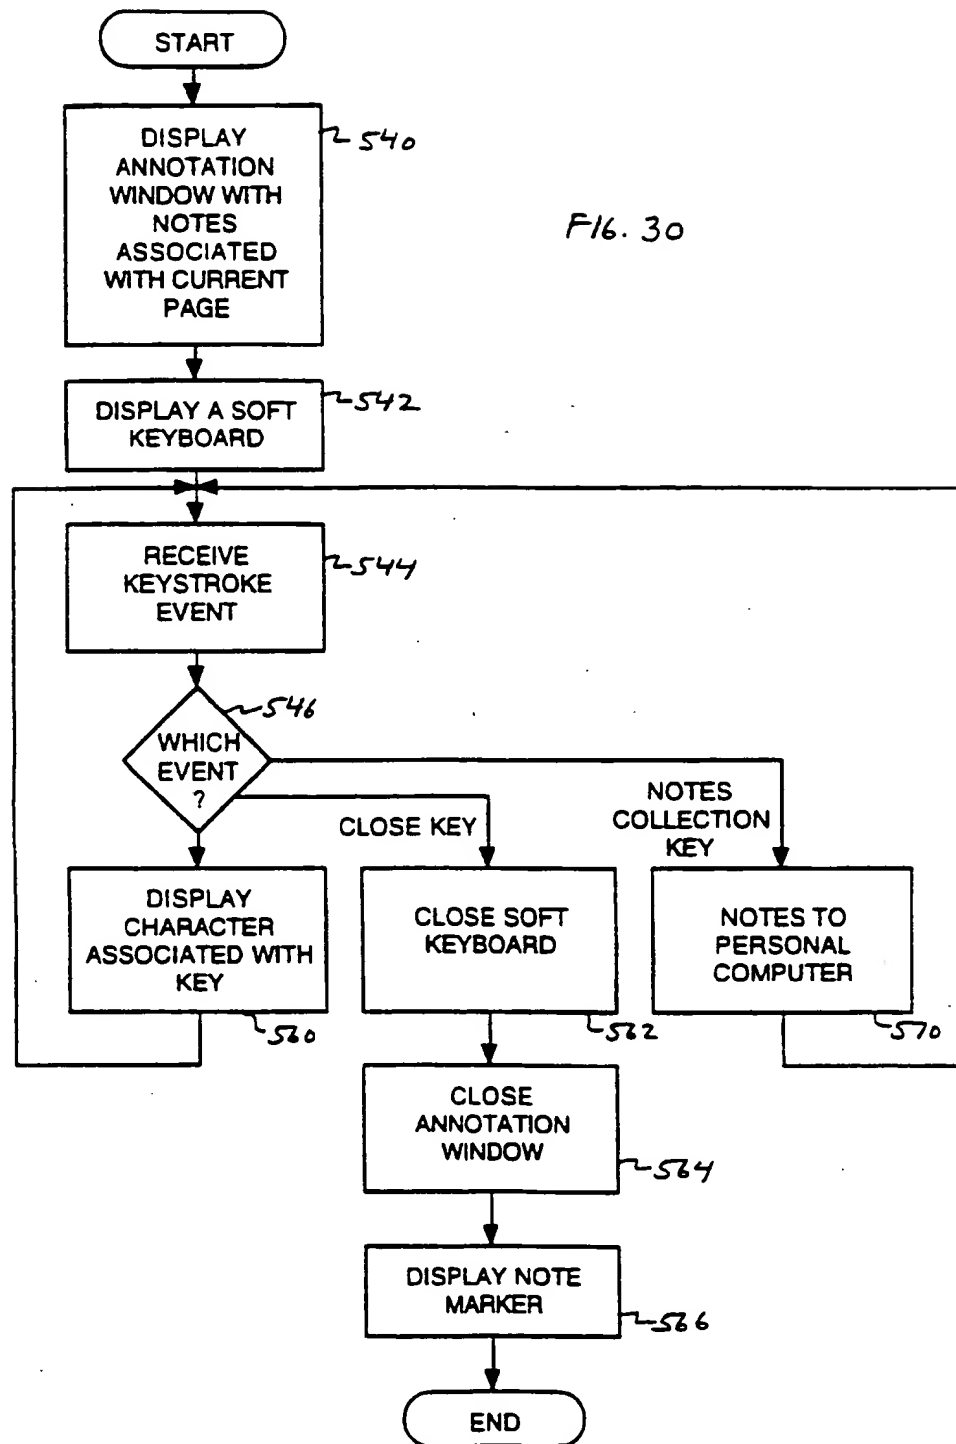 START
DISPLAY
ANNOTATION
WINDOW WITH
NOTES
ASSOCIATED
WITH CURRENT
PAGE
540
FIG. 30
DISPLAY A SOFT
KEYBOARD
542
RECEIVE
KEYSTROKE
EVENT
544
WHICH
EVENT
?
546
CLOSE KEY
NOTES
COLLECTION
KEY
DISPLAY
CHARACTER
ASSOCIATED WITH
KEY
560
CLOSE SOFT
KEYBOARD
562
NOTES TO
PERSONAL
COMPUTER
570
CLOSE
ANNOTATION
WINDOW
564
DISPLAY NOTE
MARKER
566
END